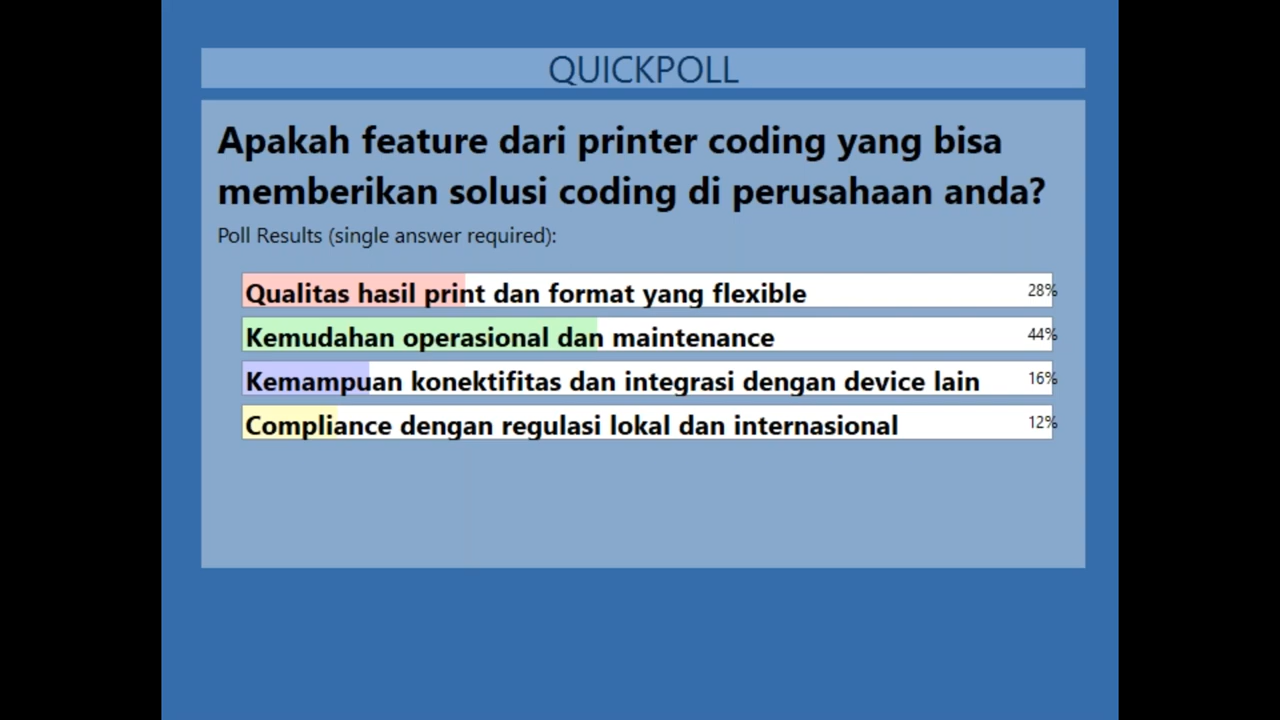 QUICKPOLL
Apakah feature dari printer coding yang bisa
memberikan solusi coding di perusahaan anda?
Poll Results (single answer required):
Qualitas hasil print dan format yang flexible 28%
Kemudahan operasional dan maintenance 44%
Kemampuan konektifitas dan integrasi dengan device lain 16%
Compliance dengan regulasi lokal dan internasional 12%